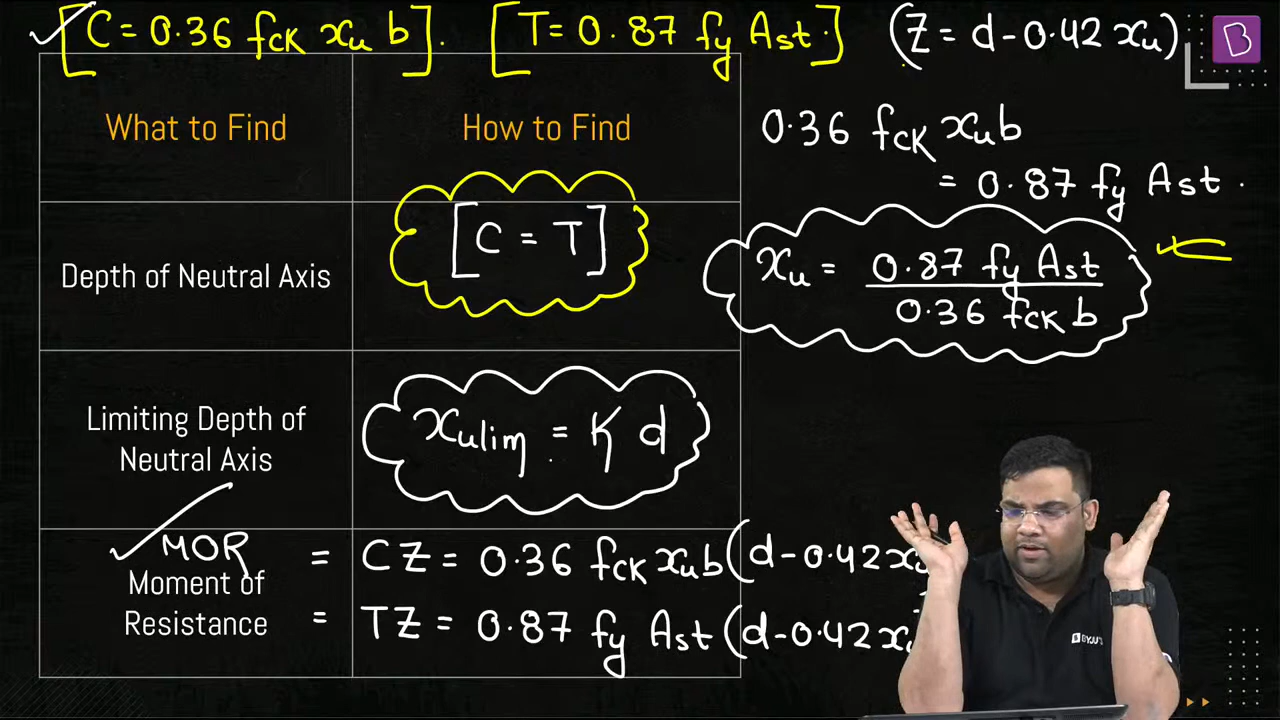 [C = 0.36 fck xu b]. [T = 0.87 fy Ast.] (Z = d - 0.42 xu)
B
What to Find
How to Find
0.36 fck xu b
= 0.87 fy Ast .
Depth of Neutral Axis
[C = T]
xu = 0.87 fy Ast
0.36 fck b
Limiting Depth of
Neutral Axis
xulim = K d
MOR = CZ = 0.36 fck xu b (d - 0.42 x
Moment of
Resistance
= TZ = 0.87 fy Ast (d - 0.42 x
BYJU'S